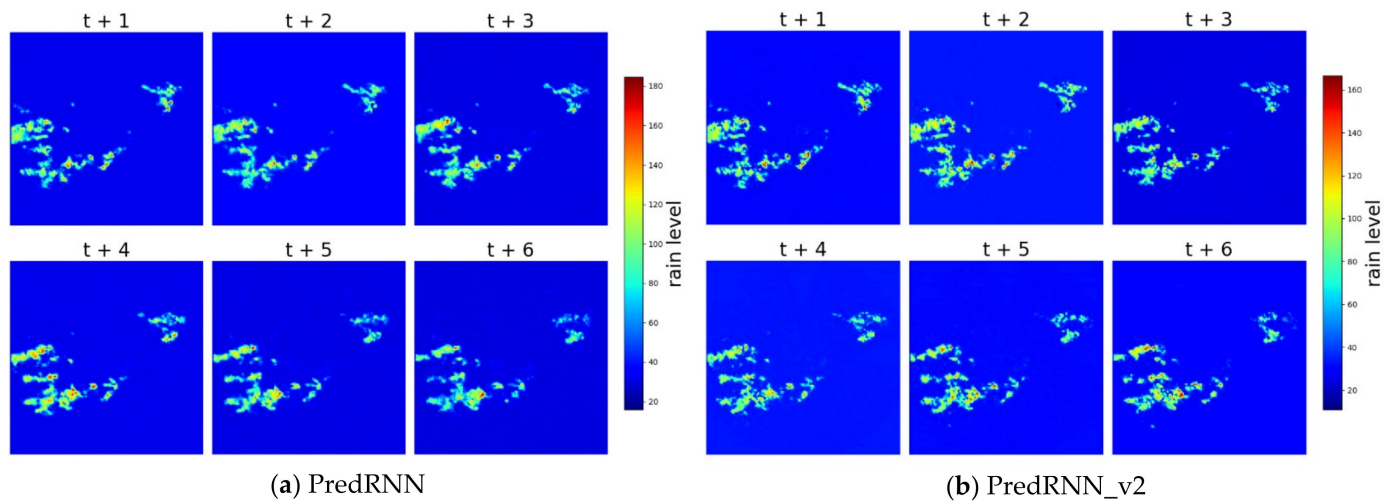 t + 1 t + 2 t + 3
t + 4 t + 5 t + 6
180
160
140
120
100
80
60
40
20
rain level
(a) PredRNN
t + 1 t + 2 t + 3
t + 4 t + 5 t + 6
160
140
120
100
80
60
40
20
rain level
(b) PredRNN_v2